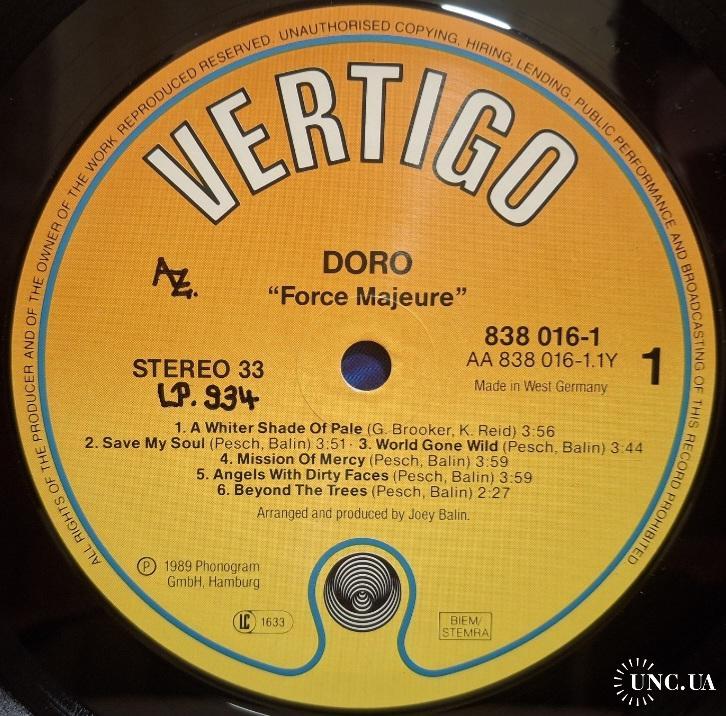 ALL RIGHTS OF THE PRODUCER AND OF THE OWNER OF THE WORK REPRODUCED RESERVED. UNAUTHORISED COPYING, HIRING, LENDING, PUBLIC PERFORMANCE AND BROADCASTING OF THIS RECORD PROHIBITED
VERTIGO
DORO
"Force Majeure"
AZ.
838 016-1
AA 838 016-1.1Y
1
Made in West Germany
STEREO 33
LP. 934
1. A Whiter Shade Of Pale (G. Brooker, K. Reid) 3:56
2. Save My Soul (Pesch, Balin) 3:51 · 3. World Gone Wild (Pesch, Balin) 3:44
4. Mission Of Mercy (Pesch, Balin) 3:59
5. Angels With Dirty Faces (Pesch, Balin) 3:59
6. Beyond The Trees (Pesch, Balin) 2:27
Arranged and produced by Joey Balin.
Ⓟ 1989 Phonogram
GmbH, Hamburg
LC 1633
BIEM/
STEMRA
UNC.UA